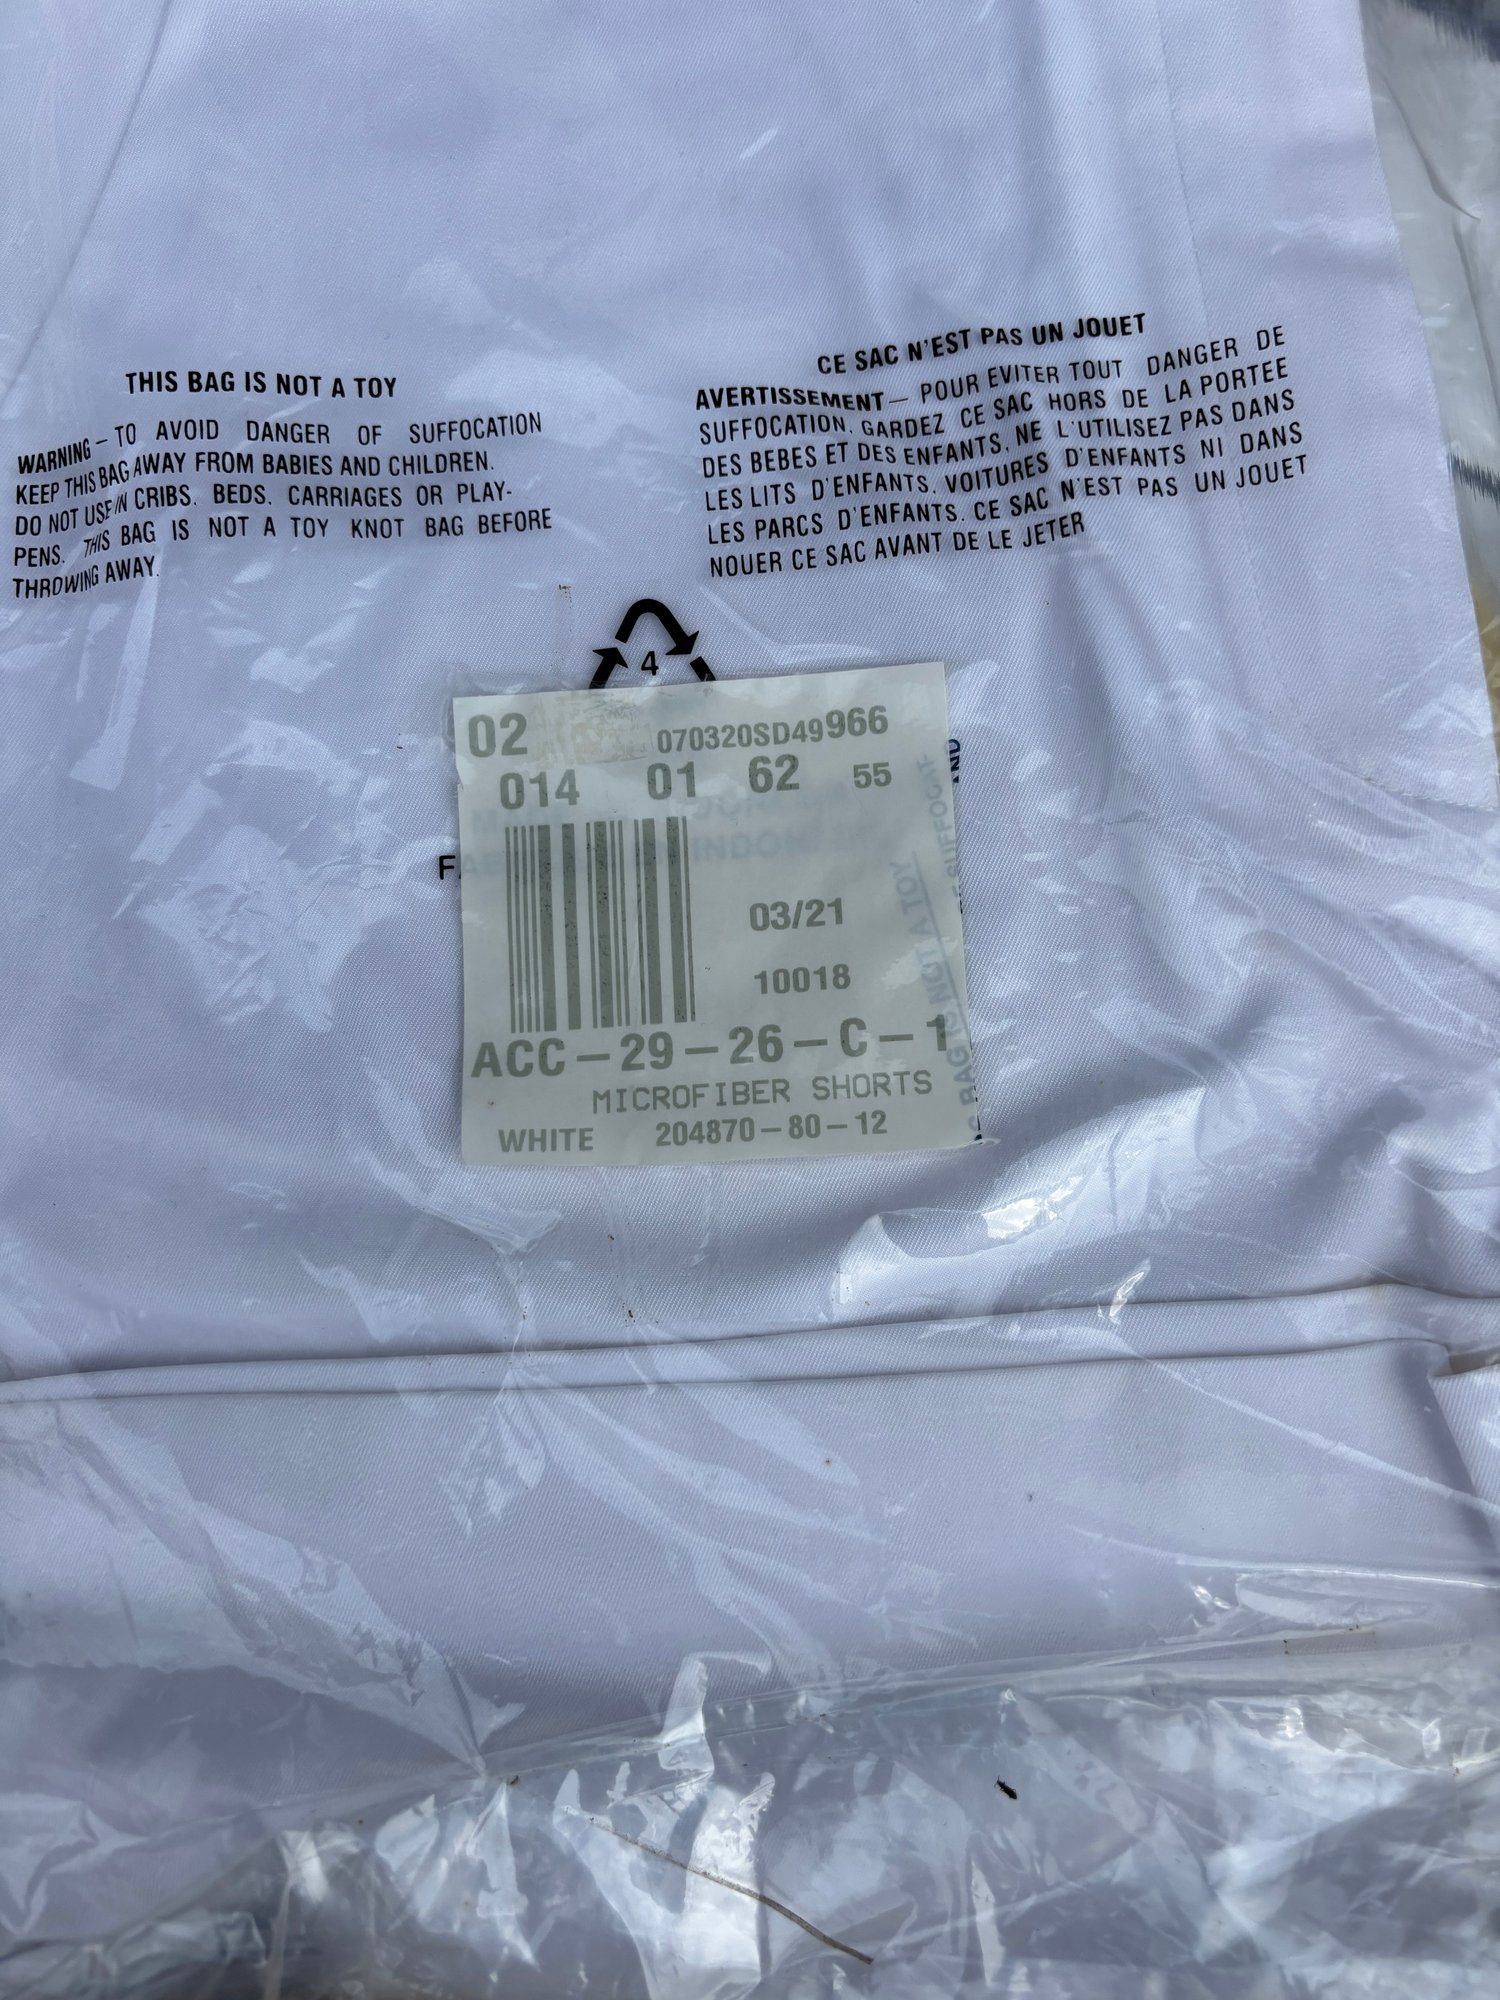 THIS BAG IS NOT A TOY
WARNING – TO AVOID DANGER OF SUFFOCATION
KEEP THIS BAG AWAY FROM BABIES AND CHILDREN.
DO NOT USE IN CRIBS. BEDS. CARRIAGES OR PLAY-
PENS. THIS BAG IS NOT A TOY KNOT BAG BEFORE
THROWING AWAY.
CE SAC N'EST PAS UN JOUET
AVERTISSEMENT – POUR EVITER TOUT DANGER DE
SUFFOCATION. GARDEZ CE SAC HORS DE LA PORTEE
DES BEBES ET DES ENFANTS. NE L'UTILISEZ PAS DANS
LES LITS D'ENFANTS. VOITURES D'ENFANTS NI DANS
LES PARCS D'ENFANTS. CE SAC N'EST PAS UN JOUET
NOUER CE SAC AVANT DE LE JETER
4
02 070320SD49966
014 01 62 55
03/21
10018
ACC – 29 – 26 – C – 1
MICROFIBER SHORTS
WHITE 204870 – 80 – 12
BAG IS NOT A TOY